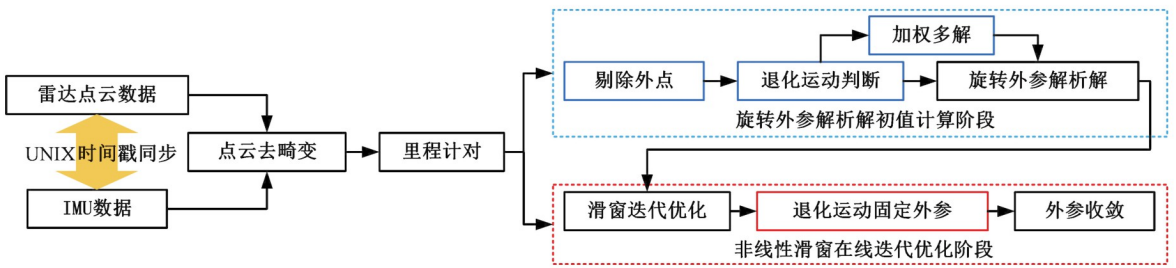 雷达点云数据
UNIX时间戳同步
IMU数据
点云去畸变
里程计对
剔除外点
退化运动判断
加权多解
旋转外参解析解
旋转外参解析解初值计算阶段
滑窗迭代优化
退化运动固定外参
外参收敛
非线性滑窗在线迭代优化阶段